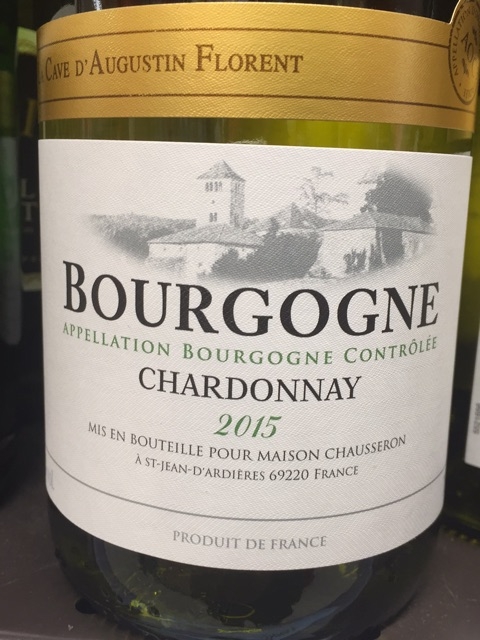 CAVE D'AUGUSTIN FLORENT
APPELLATION
BOURGOGNE
APPELLATION BOURGOGNE CONTRÔLÉE
CHARDONNAY
2015
MIS EN BOUTEILLE POUR MAISON CHAUSSERON
À ST-JEAN-D'ARDIÈRES 69220 FRANCE
PRODUIT DE FRANCE